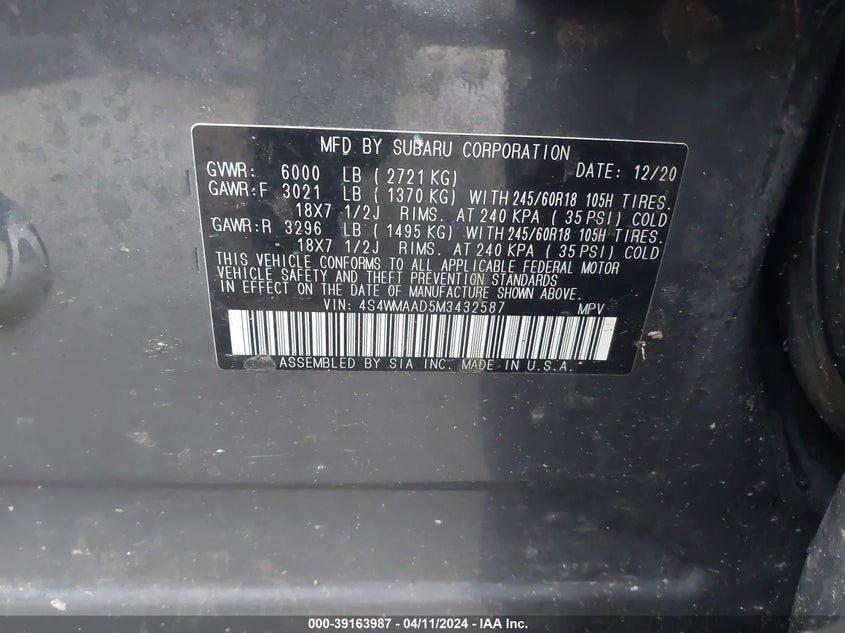 MFD BY SUBARU CORPORATION
GVWR: 6000 LB ( 2721 KG) DATE: 12/20
GAWR:F 3021 LB ( 1370 KG) WITH 245/60R18 105H TIRES.
18X7 1/2J RIMS. AT 240 KPA ( 35 PSI) COLD
GAWR:R 3296 LB ( 1495 KG) WITH 245/60R18 105H TIRES.
18X7 1/2J RIMS. AT 240 KPA ( 35 PSI) COLD
THIS VEHICLE CONFORMS TO ALL APPLICABLE FEDERAL MOTOR
VEHICLE SAFETY AND THEFT PREVENTION STANDARDS
IN EFFECT ON THE DATE OF MANUFACTURE SHOWN ABOVE.
VIN: 4S4WMAAD5M3432587 MPV
ASSEMBLED BY SIA INC. MADE IN U.S.A.
000-39163987 - 04/11/2024 - IAA Inc.